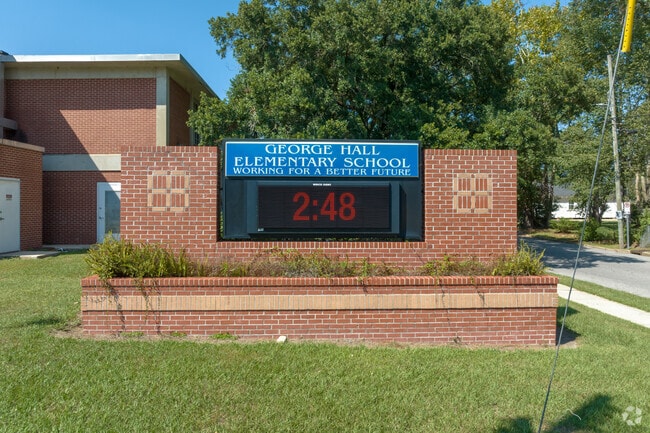 GEORGE HALL
ELEMENTARY SCHOOL
WORKING FOR A BETTER FUTURE
2:48